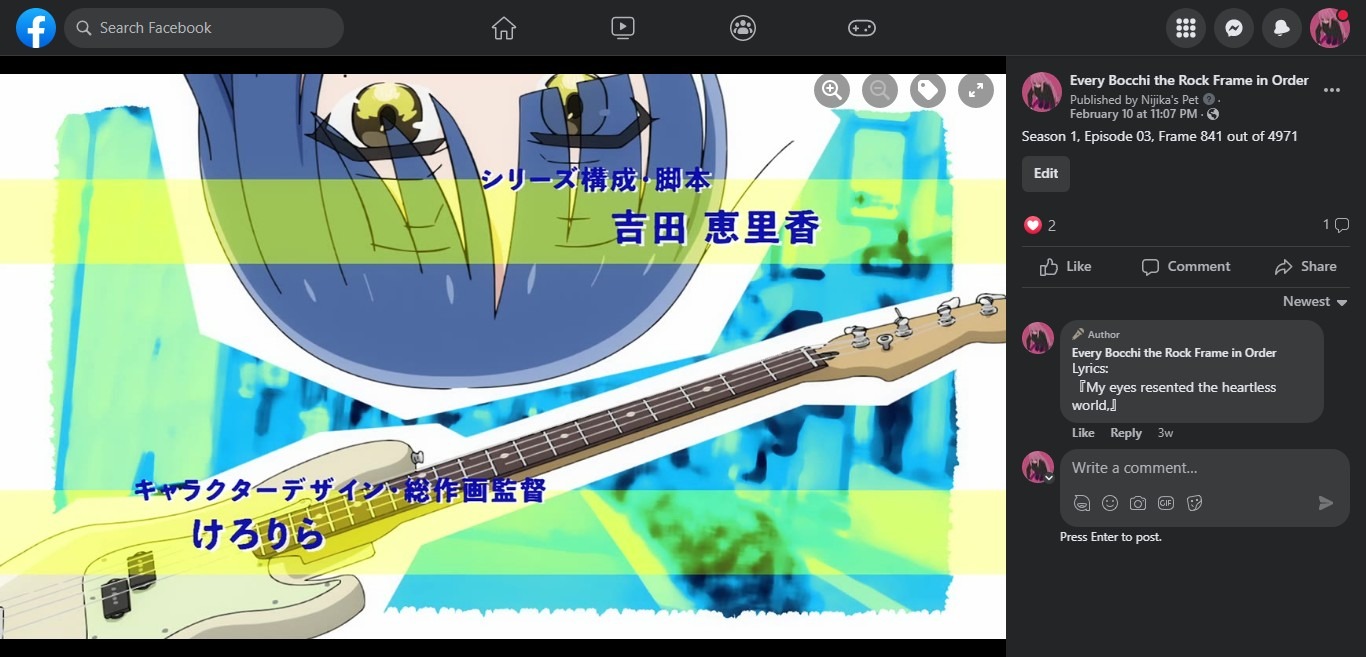 Search Facebook
シリーズ構成・脚本
吉田 恵里香
キャラクターデザイン・総作画監督
けろりら
Every Bocchi the Rock Frame in Order
Published by Nijika's Pet ?·
February 10 at 11:07 PM ·
Season 1, Episode 03, Frame 841 out of 4971
Edit
2
1
Like
Comment
Share
Newest
Author
Every Bocchi the Rock Frame in Order
Lyrics:
『My eyes resented the heartless
world,』
Like Reply 3w
Write a comment...
GIF
Press Enter to post.